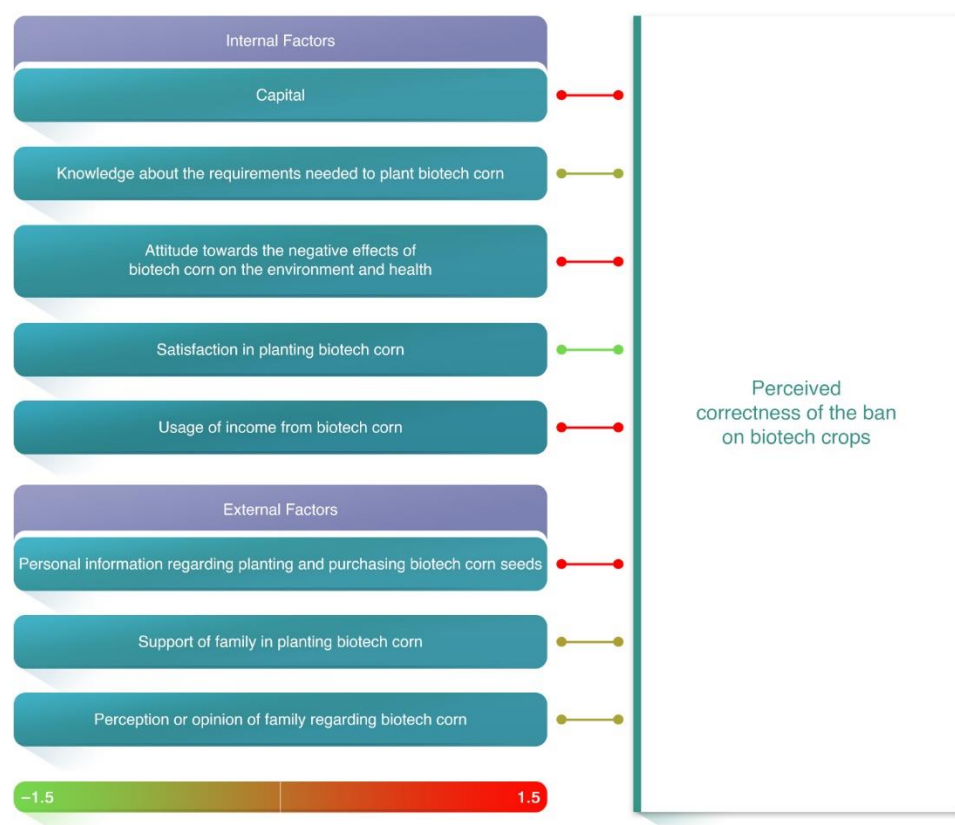 Internal Factors
Capital
Knowledge about the requirements needed to plant biotech corn
Attitude towards the negative effects of
biotech corn on the environment and health
Satisfaction in planting biotech corn
Usage of income from biotech corn
External Factors
Personal information regarding planting and purchasing biotech corn seeds
Support of family in planting biotech corn
Perception or opinion of family regarding biotech corn
−1.5 1.5
Perceived
correctness of the ban
on biotech crops